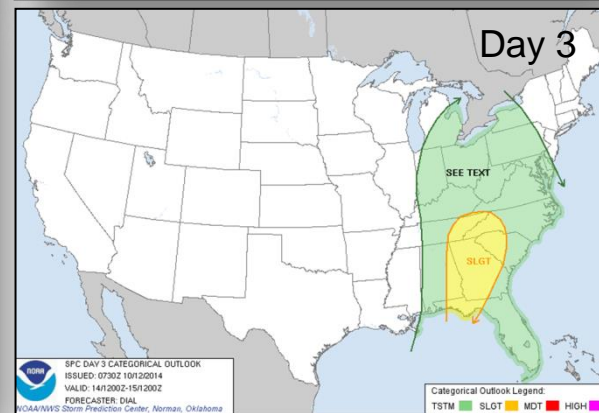 Day 3
SEE TEXT
SLGT
NOAA
SPC DAY 3 CATEGORICAL OUTLOOK
ISSUED: 0730Z 10/12/2014
VALID: 14/1200Z-15/1200Z
FORECASTER: DIAL
NOAA/NWS Storm Prediction Center, Norman, Oklahoma
Categorical Outlook Legend:
TSTM SLGT MDT HIGH